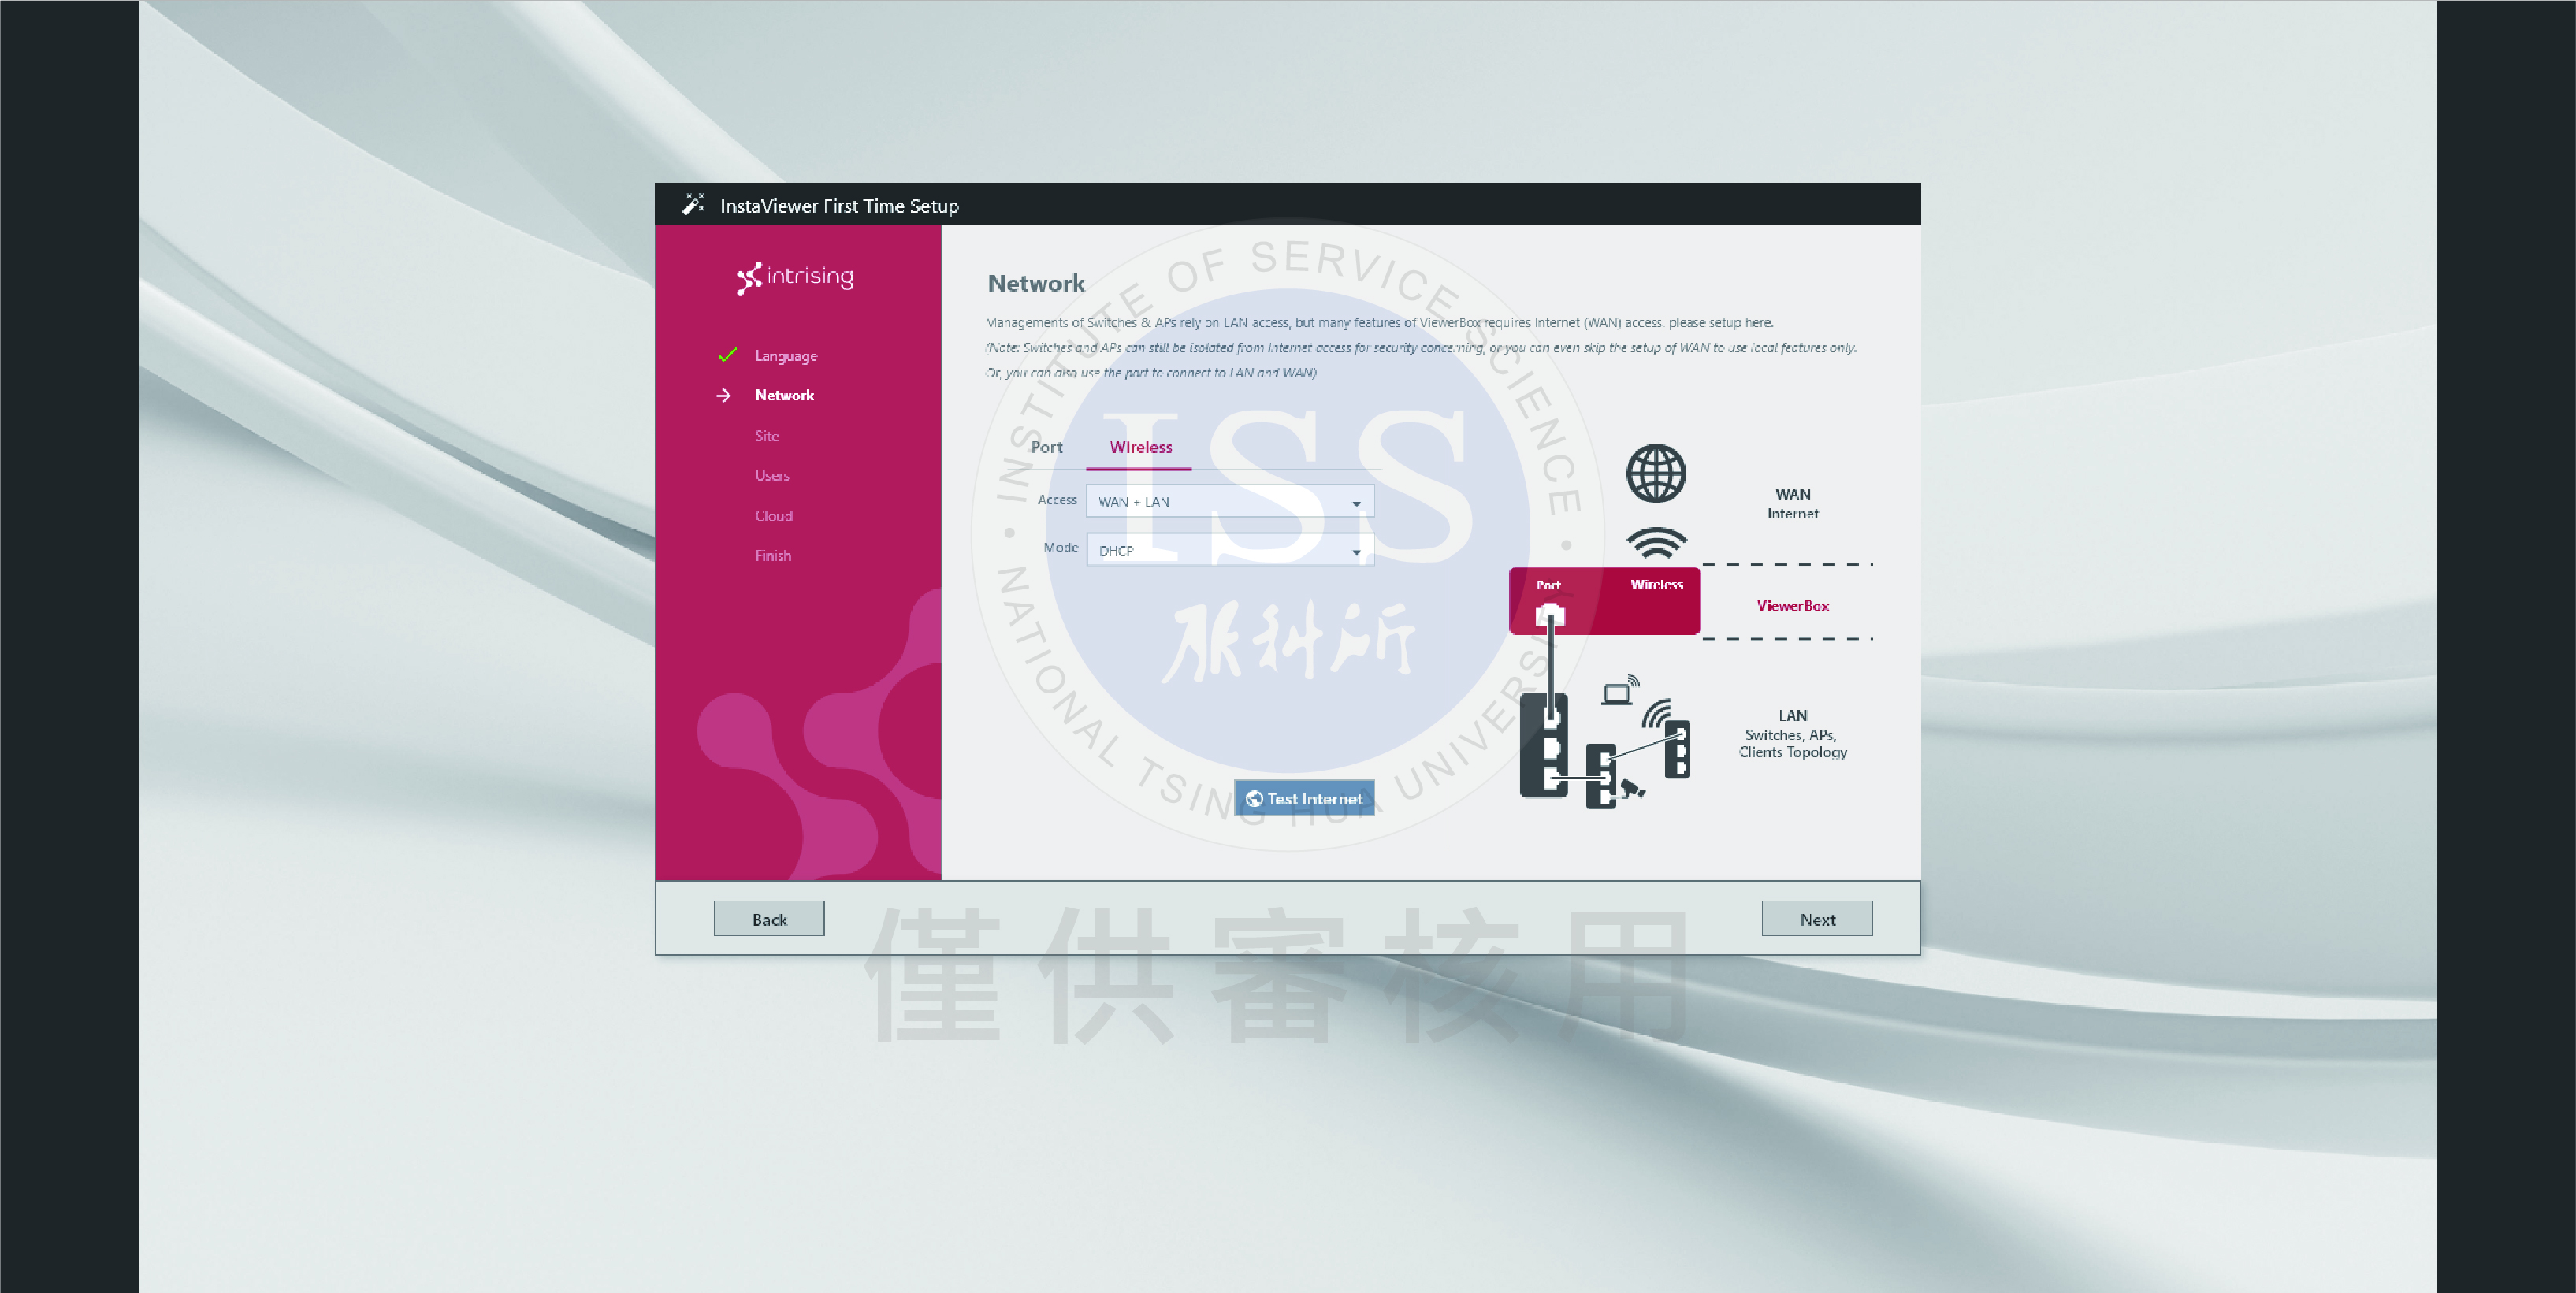 InstaViewer First Time Setup
intrising
Language
Network
Site
Users
Cloud
Finish
Network
Managements of Switches & APs rely on LAN access, but many features of ViewerBox requires Internet (WAN) access, please setup here.
(Note: Switches and APs can still be isolated from Internet access for security concerning, or you can even skip the setup of WAN to use local features only.
Or, you can also use the port to connect to LAN and WAN)
Port Wireless
Access WAN + LAN
Mode DHCP
Test Internet
WAN
Internet
Port Wireless
ViewerBox
LAN
Switches, APs,
Clients Topology
Back
Next
INSTITUTE OF SERVICE SCIENCE
ISS
服科所
NATIONAL TSING HUA UNIVERSITY
僅供審核用